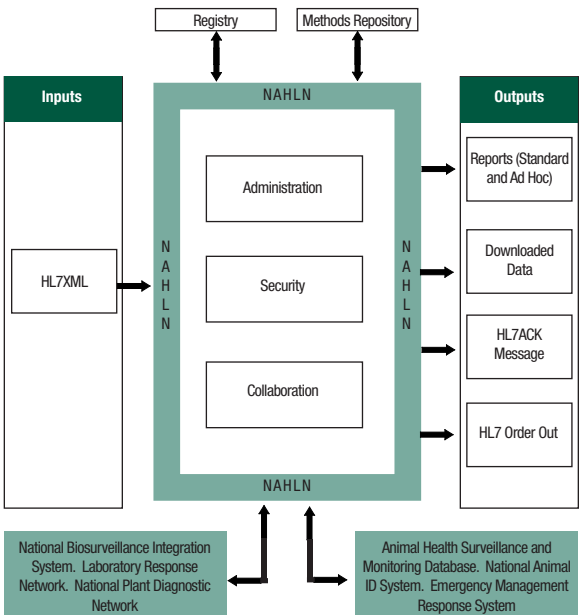 Registry
Methods Repository
NAHLN
Inputs
Outputs
Administration
Security
Collaboration
NAHLN
NAHLN
HL7XML
Reports (Standard
and Ad Hoc)
Downloaded
Data
HL7ACK
Message
HL7 Order Out
NAHLN
National Biosurveillance Integration
System. Laboratory Response
Network. National Plant Diagnostic
Network
Animal Health Surveillance and
Monitoring Database. National Animal
ID System. Emergency Management
Response System